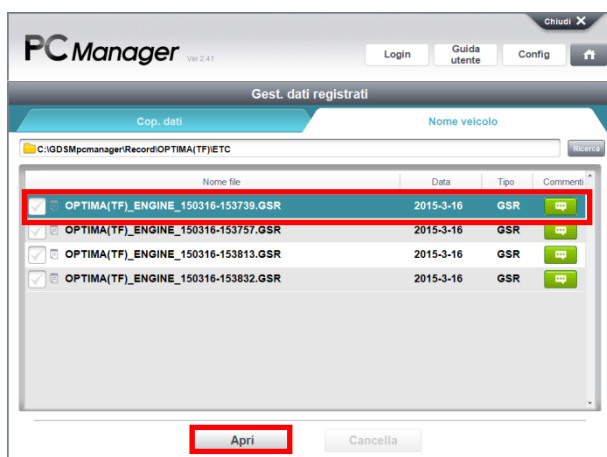 Chiudi X
PC Manager Ver 2.41
Login
Guida utente
Config
Gest. dati registrati
Cop. dati
Nome veicolo
C:\GDSMpcmanager\Record\OPTIMA(TF)\ETC
Ricerca
Nome file Data Tipo Commenti
OPTIMA(TF)_ENGINE_150316-153739.GSR 2015-3-16 GSR
OPTIMA(TF)_ENGINE_150316-153757.GSR 2015-3-16 GSR
OPTIMA(TF)_ENGINE_150316-153813.GSR 2015-3-16 GSR
OPTIMA(TF)_ENGINE_150316-153832.GSR 2015-3-16 GSR
Apri
Cancella